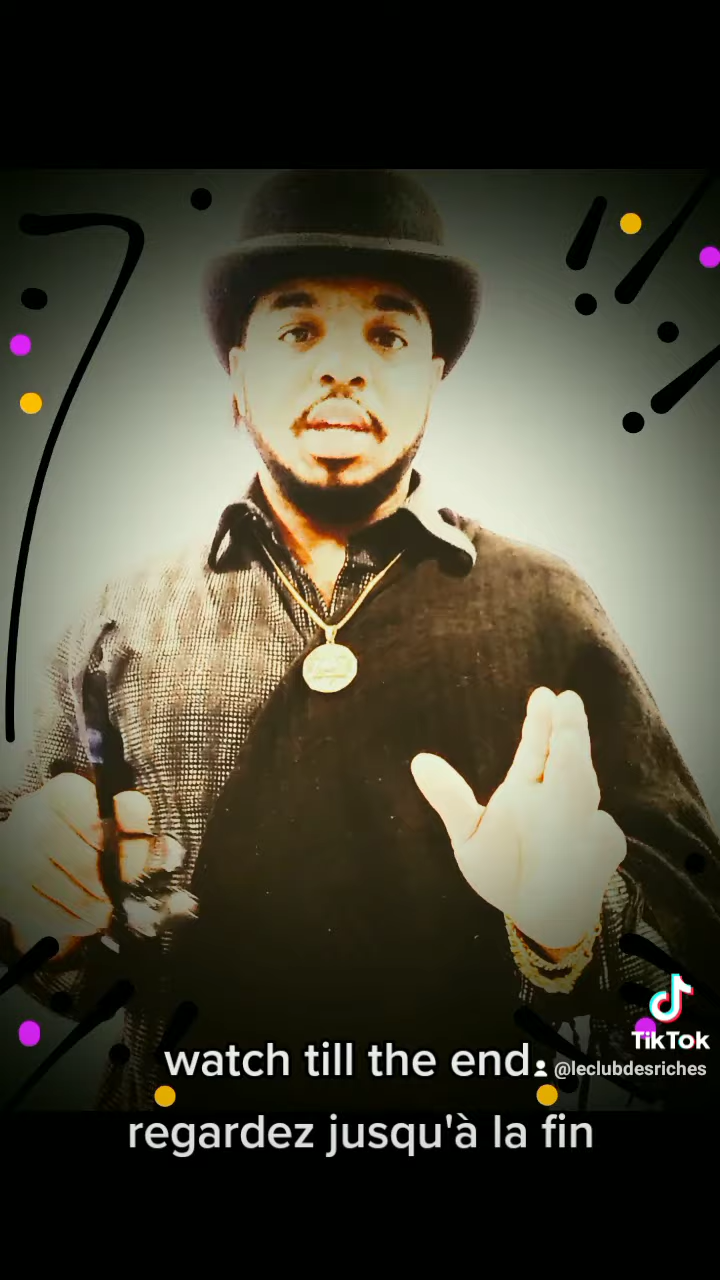 watch till the end
regardez jusqu'à la fin
TikTok
@leclubdesriches